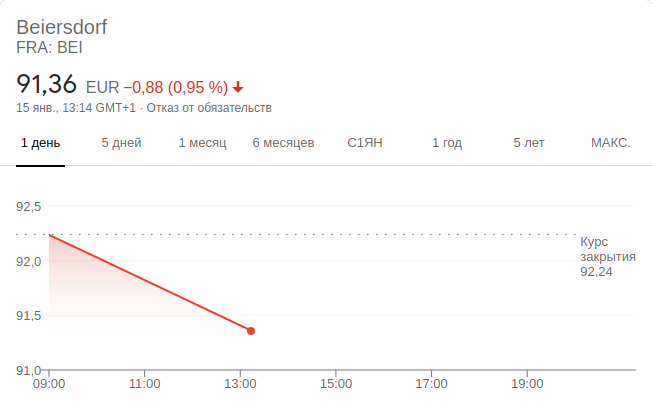 Beiersdorf
FRA: BEI
91,36 EUR −0,88 (0,95 %)
15 янв., 13:14 GMT+1 · Отказ от обязательств
1 день 5 дней 1 месяц 6 месяцев С1ЯН 1 год 5 лет МАКС.
92,5
Курс
закрытия
92,24
92,0
91,5
91,0
09:00 11:00 13:00 15:00 17:00 19:00